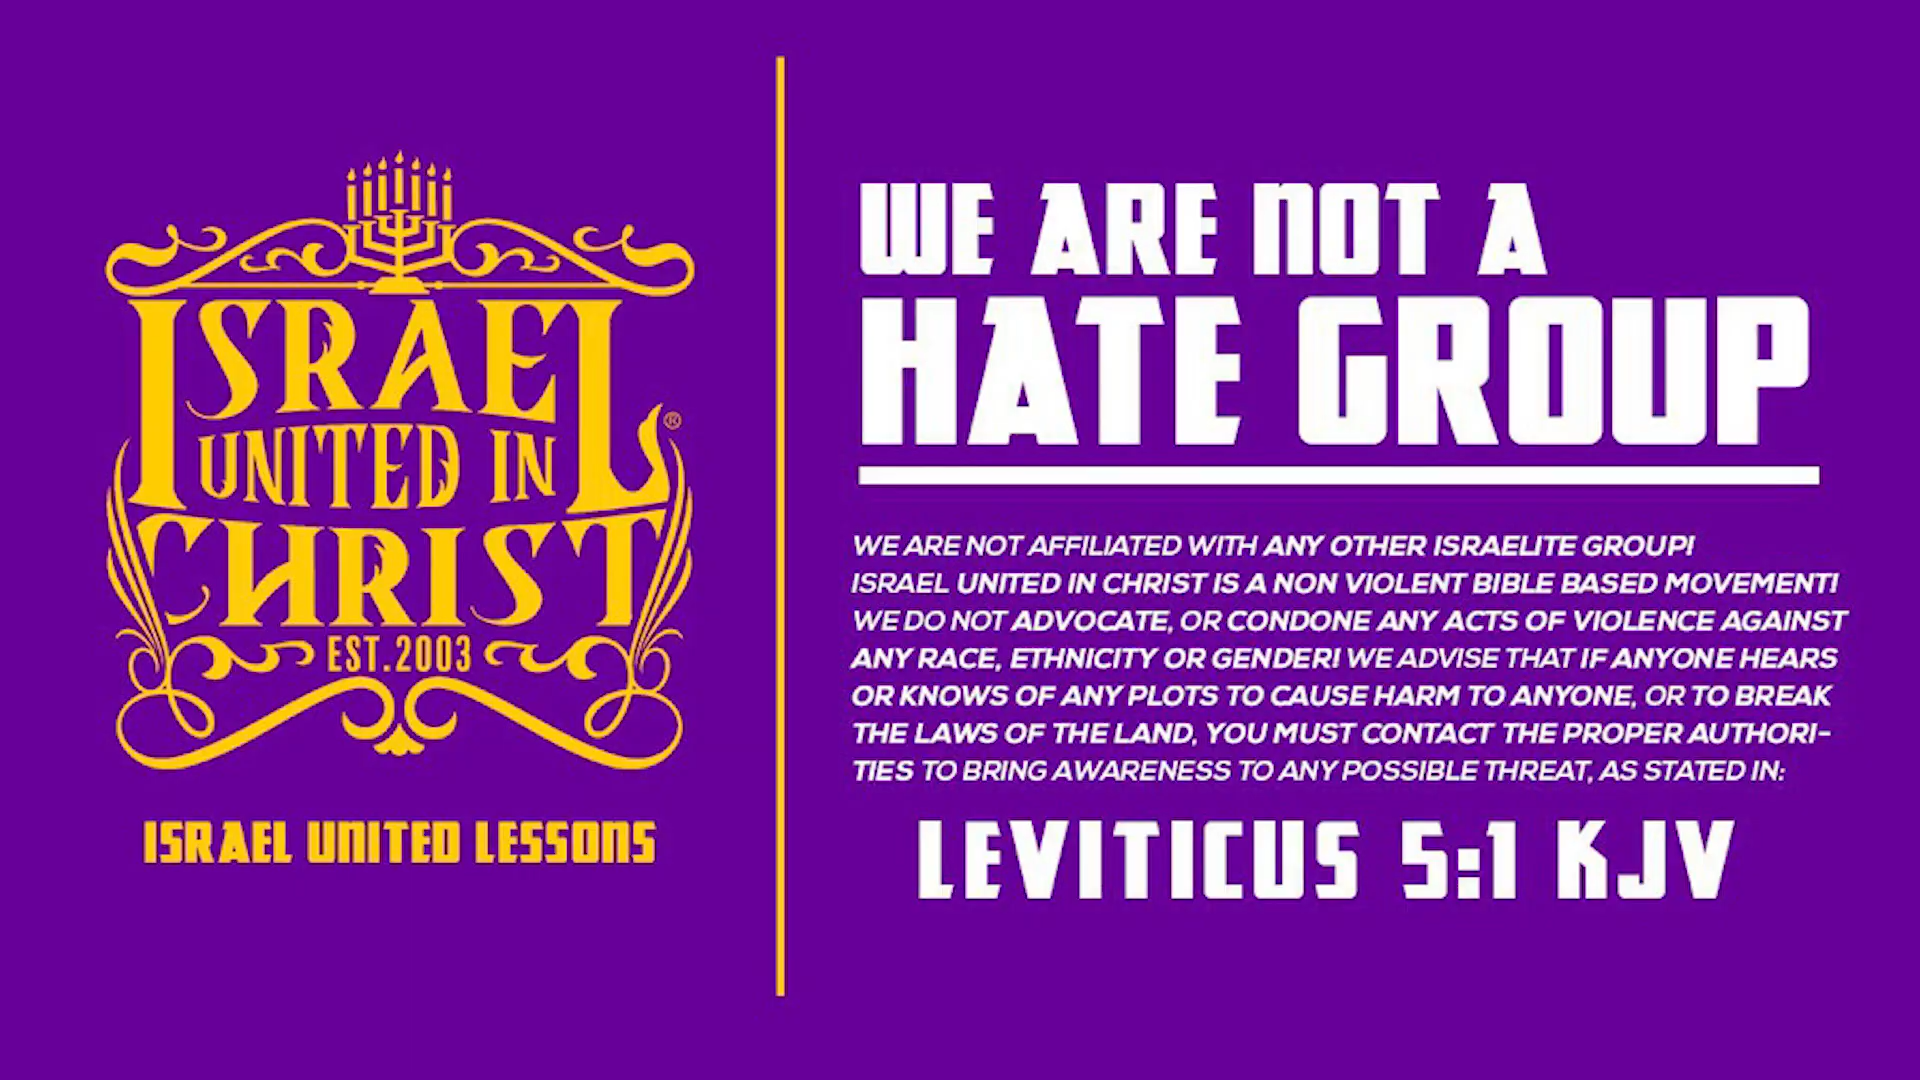 ISRAEL
UNITED IN
CHRIST
®
EST.2003
ISRAEL UNITED LESSONS
WE ARE NOT A
HATE GROUP
WE ARE NOT AFFILIATED WITH ANY OTHER ISRAELITE GROUP!
ISRAEL UNITED IN CHRIST IS A NON VIOLENT BIBLE BASED MOVEMENT!
WE DO NOT ADVOCATE, OR CONDONE ANY ACTS OF VIOLENCE AGAINST
ANY RACE, ETHNICITY OR GENDER! WE ADVISE THAT IF ANYONE HEARS
OR KNOWS OF ANY PLOTS TO CAUSE HARM TO ANYONE, OR TO BREAK
THE LAWS OF THE LAND, YOU MUST CONTACT THE PROPER AUTHORI-
TIES TO BRING AWARENESS TO ANY POSSIBLE THREAT, AS STATED IN:
LEVITICUS 5:1 KJV